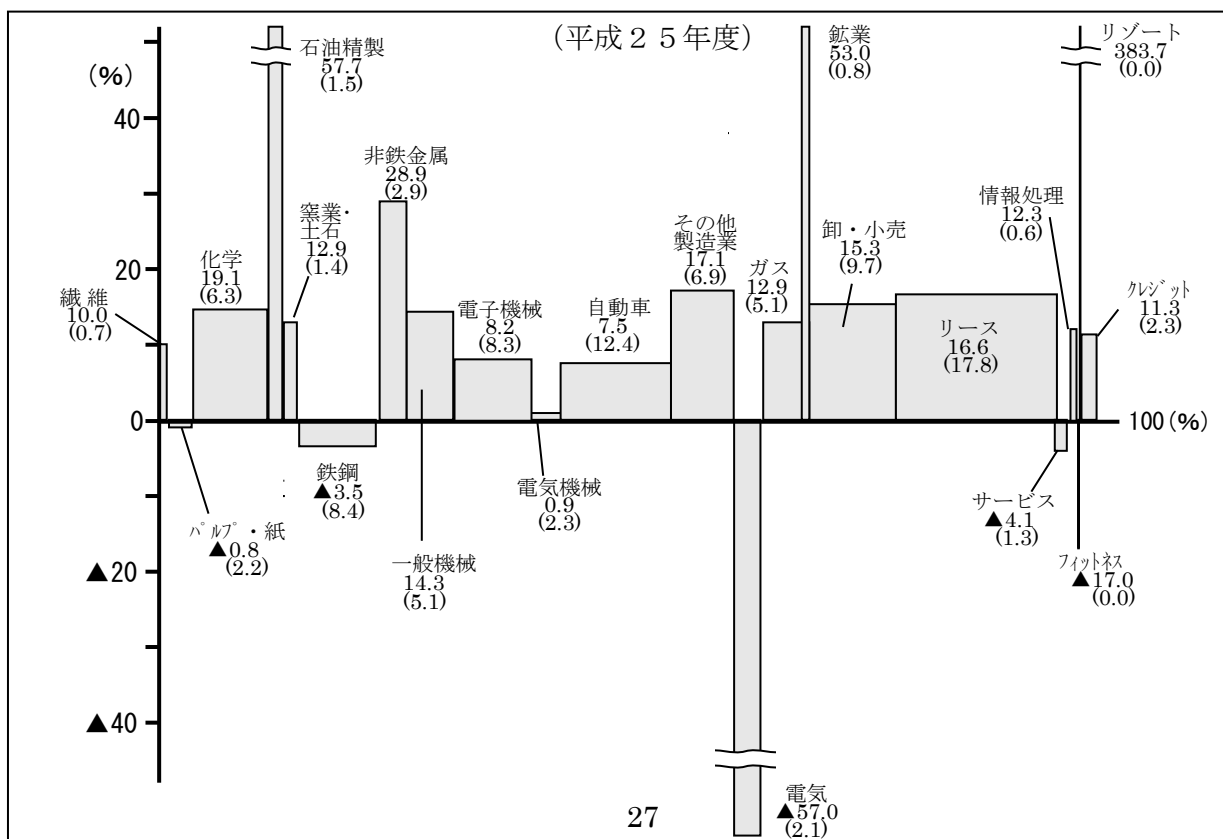 (平成２５年度)
(%)
40
20
0
▲20
▲40
100(%)
繊 維
10.0
(0.7)
ﾊﾟﾙﾌﾟ・紙
▲0.8
(2.2)
化学
19.1
(6.3)
石油精製
57.7
(1.5)
窯業・
土石
12.9
(1.4)
鉄鋼
▲3.5
(8.4)
非鉄金属
28.9
(2.9)
一般機械
14.3
(5.1)
電子機械
8.2
(8.3)
電気機械
0.9
(2.3)
自動車
7.5
(12.4)
その他
製造業
17.1
(6.9)
電気
▲57.0
(2.1)
ガス
12.9
(5.1)
鉱業
53.0
(0.8)
卸・小売
15.3
(9.7)
リース
16.6
(17.8)
サービス
▲4.1
(1.3)
情報処理
12.3
(0.6)
フィットネス
▲17.0
(0.0)
リゾート
383.7
(0.0)
ｸﾚｼﾞｯﾄ
11.3
(2.3)
27